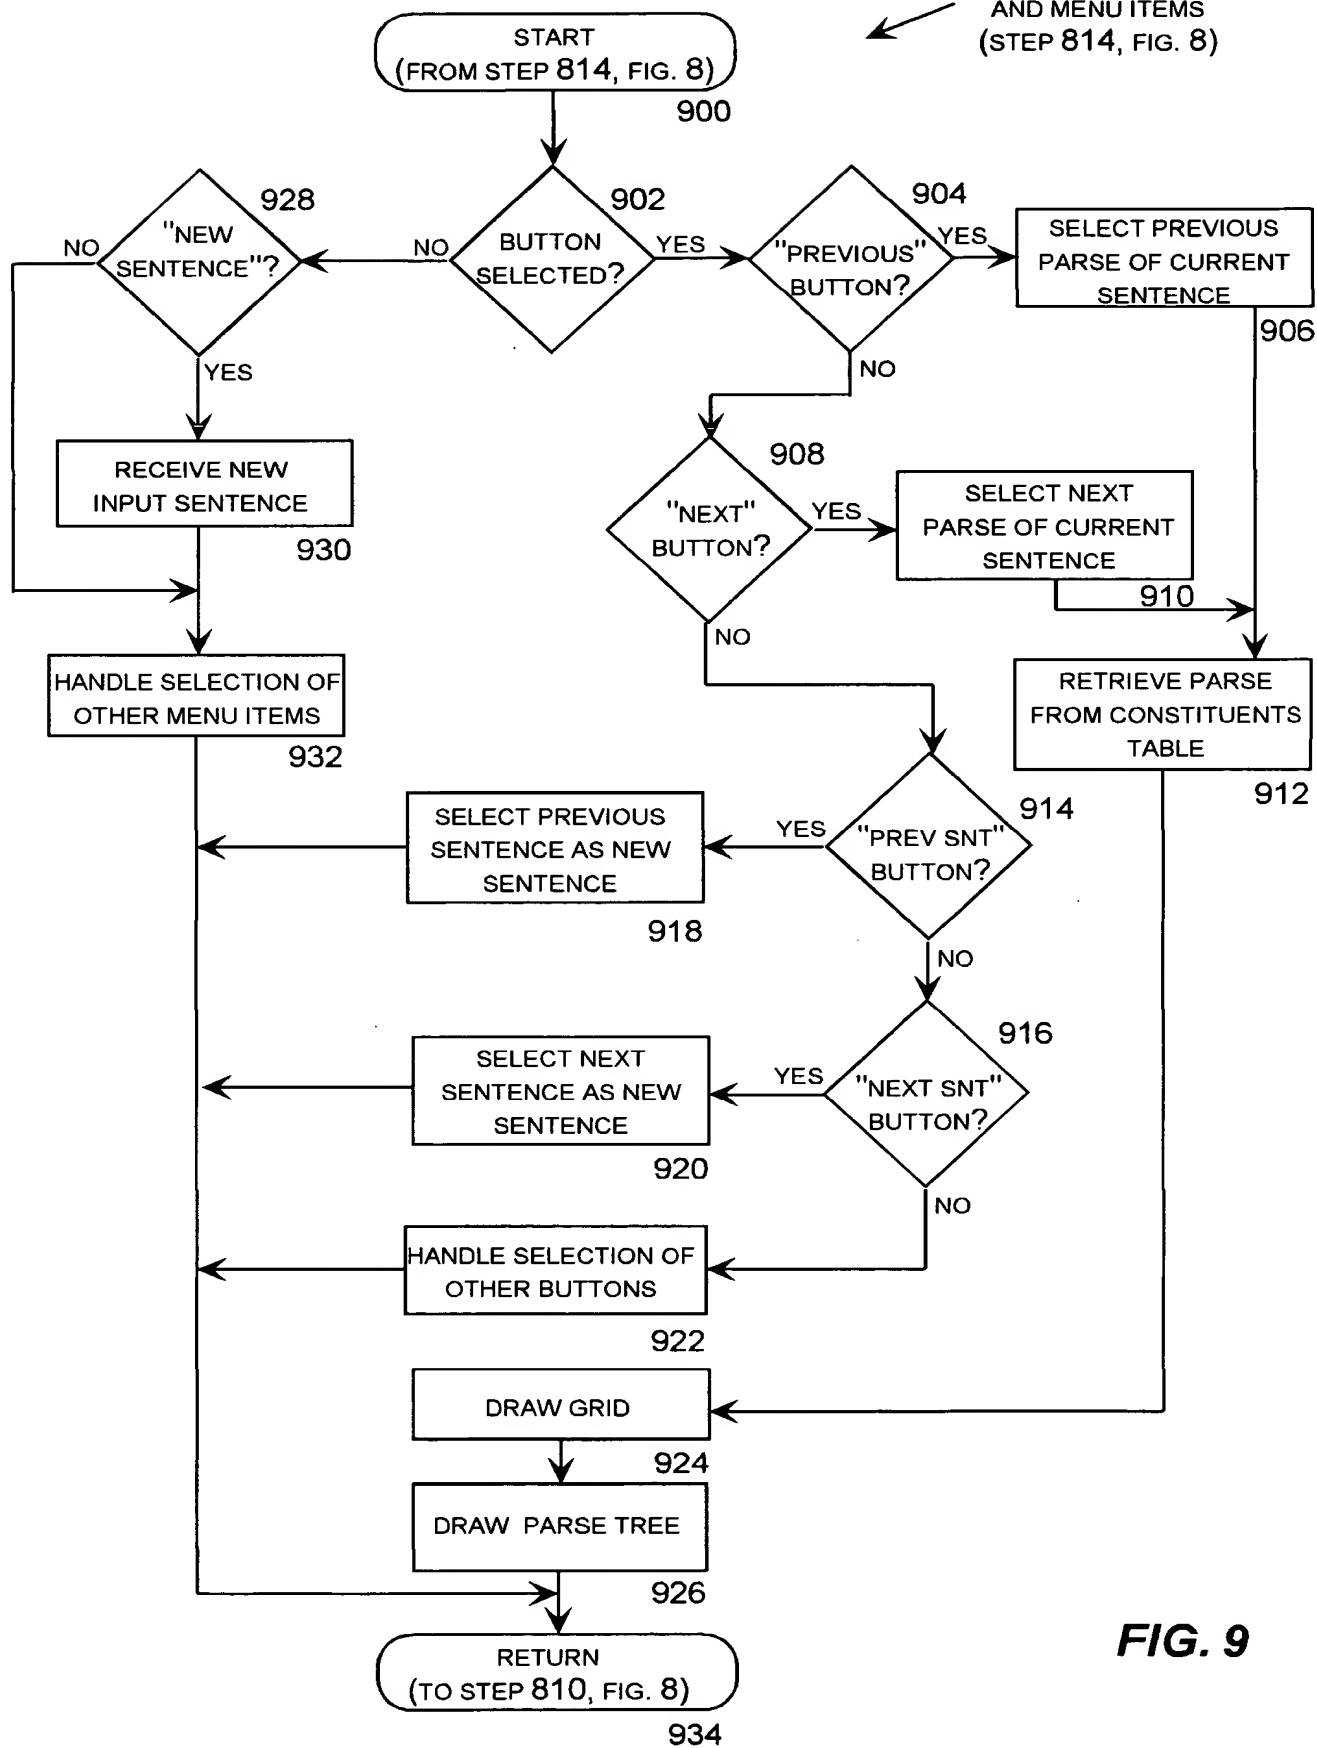 AND MENU ITEMS
(STEP 814, FIG. 8)
START
(FROM STEP 814, FIG. 8)
900
928
"NEW
SENTENCE"?
NO
YES
902
BUTTON
SELECTED?
NO
YES
904
"PREVIOUS"
BUTTON?
YES
NO
SELECT PREVIOUS
PARSE OF CURRENT
SENTENCE
906
RECEIVE NEW
INPUT SENTENCE
930
908
"NEXT"
BUTTON?
YES
NO
SELECT NEXT
PARSE OF CURRENT
SENTENCE
910
HANDLE SELECTION OF
OTHER MENU ITEMS
932
RETRIEVE PARSE
FROM CONSTITUENTS
TABLE
912
914
"PREV SNT"
BUTTON?
YES
NO
SELECT PREVIOUS
SENTENCE AS NEW
SENTENCE
918
916
"NEXT SNT"
BUTTON?
YES
NO
SELECT NEXT
SENTENCE AS NEW
SENTENCE
920
HANDLE SELECTION OF
OTHER BUTTONS
922
DRAW GRID
924
DRAW PARSE TREE
926
RETURN
(TO STEP 810, FIG. 8)
934
FIG. 9